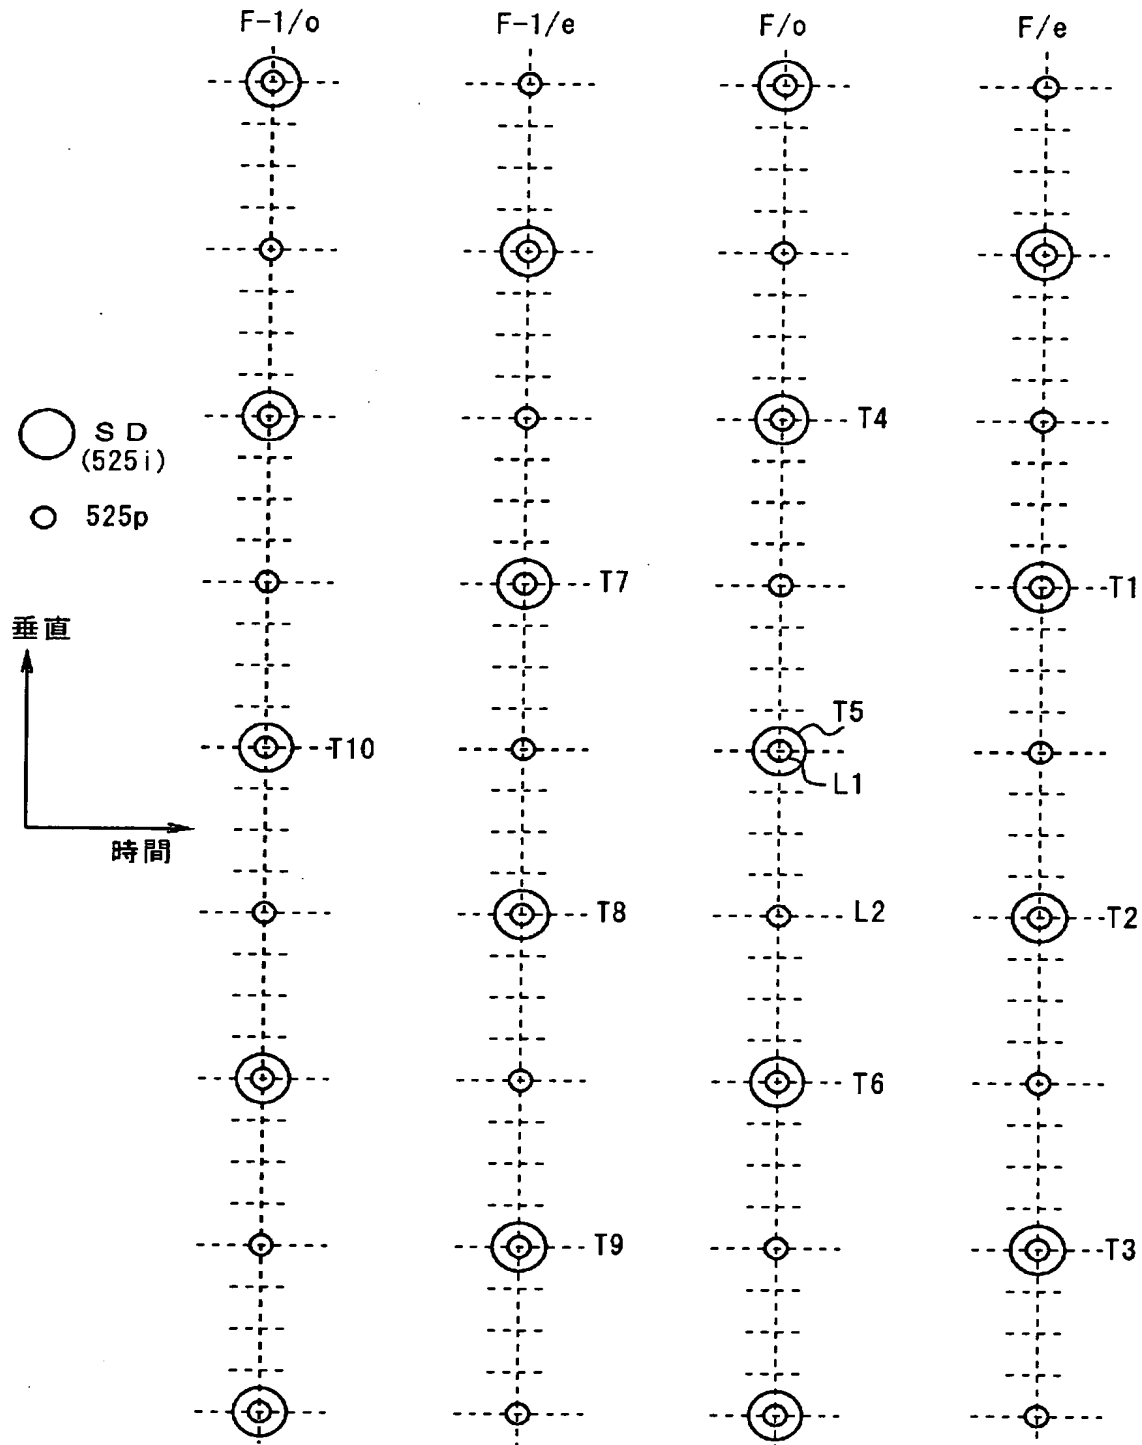 F-1/o
F-1/e
F/o
F/e
T4
SD
(525i)
525p
T7
T1
垂直
T5
T10
L1
時間
T8
L2
T2
T6
T9
T3